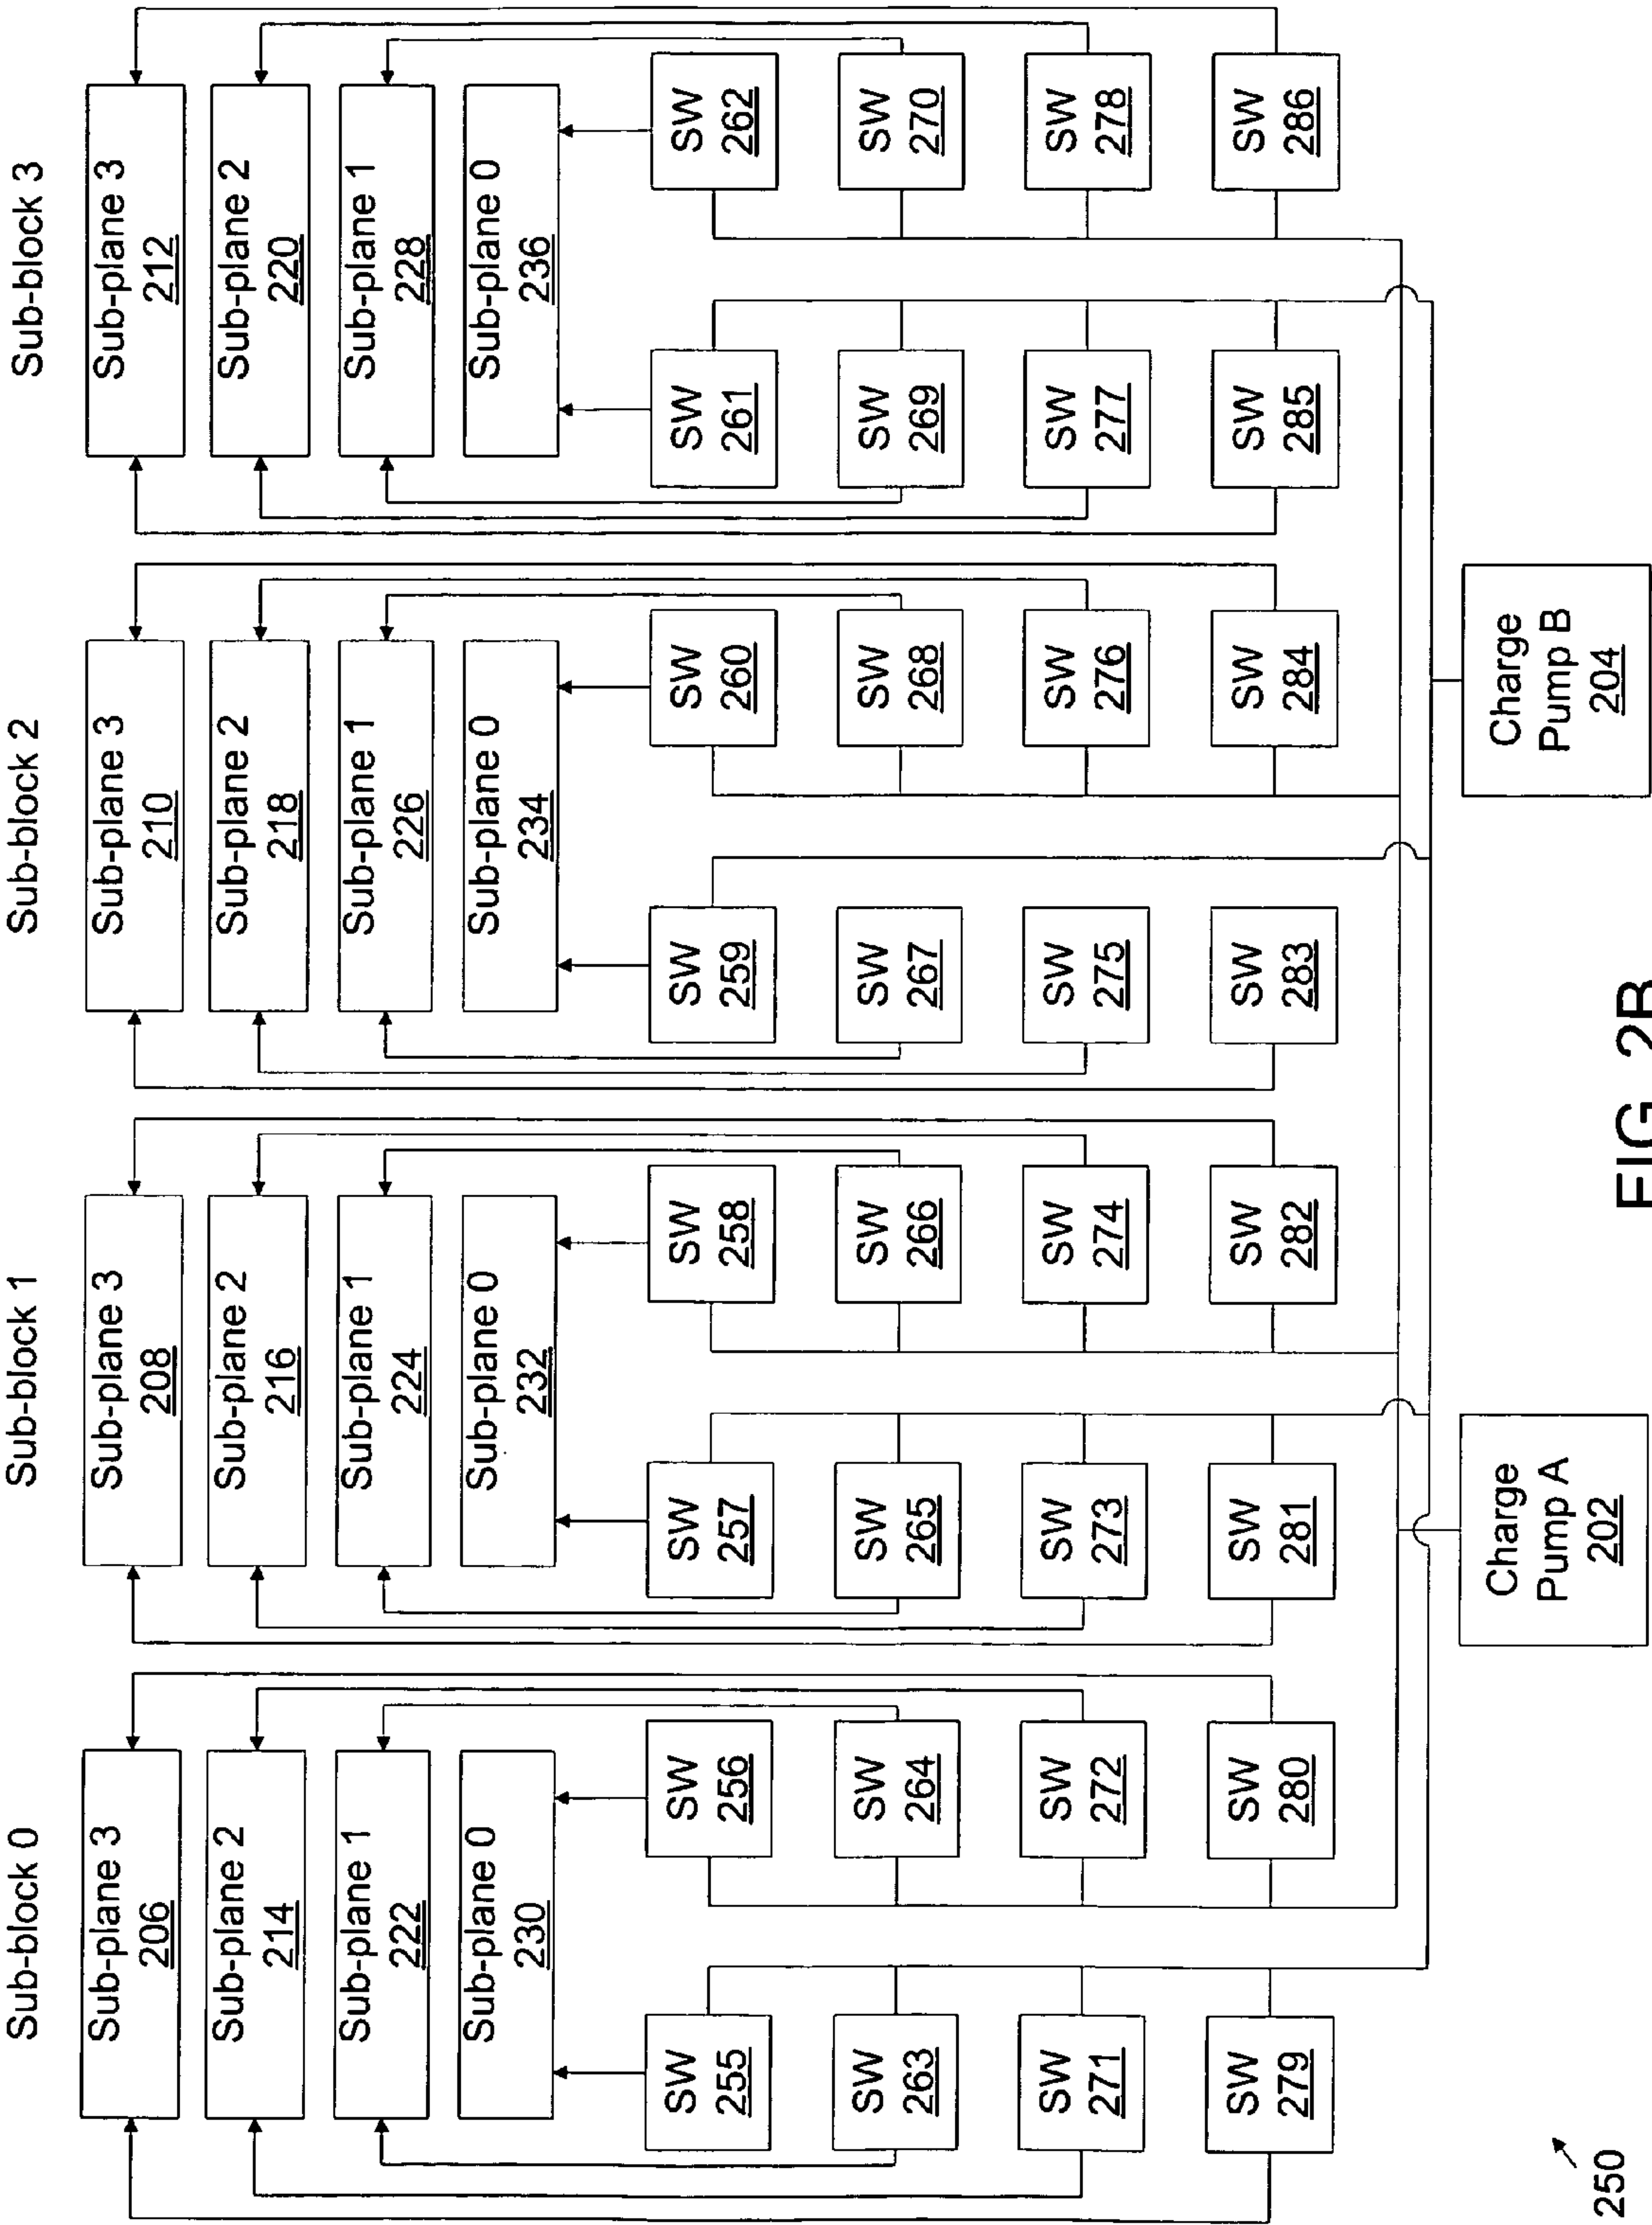 Sub-block 0
Sub-block 1
Sub-block 2
Sub-block 3
Sub-plane 3
206
Sub-plane 3
208
Sub-plane 3
210
Sub-plane 3
212
Sub-plane 2
214
Sub-plane 2
216
Sub-plane 2
218
Sub-plane 2
220
Sub-plane 1
222
Sub-plane 1
224
Sub-plane 1
226
Sub-plane 1
228
Sub-plane 0
230
Sub-plane 0
232
Sub-plane 0
234
Sub-plane 0
236
SW
255
SW
256
SW
257
SW
258
SW
259
SW
260
SW
261
SW
262
SW
263
SW
264
SW
265
SW
266
SW
267
SW
268
SW
269
SW
270
SW
271
SW
272
SW
273
SW
274
SW
275
SW
276
SW
277
SW
278
SW
279
SW
280
SW
281
SW
282
SW
283
SW
284
SW
285
SW
286
Charge
Pump A
202
Charge
Pump B
204
250
FIG 2B